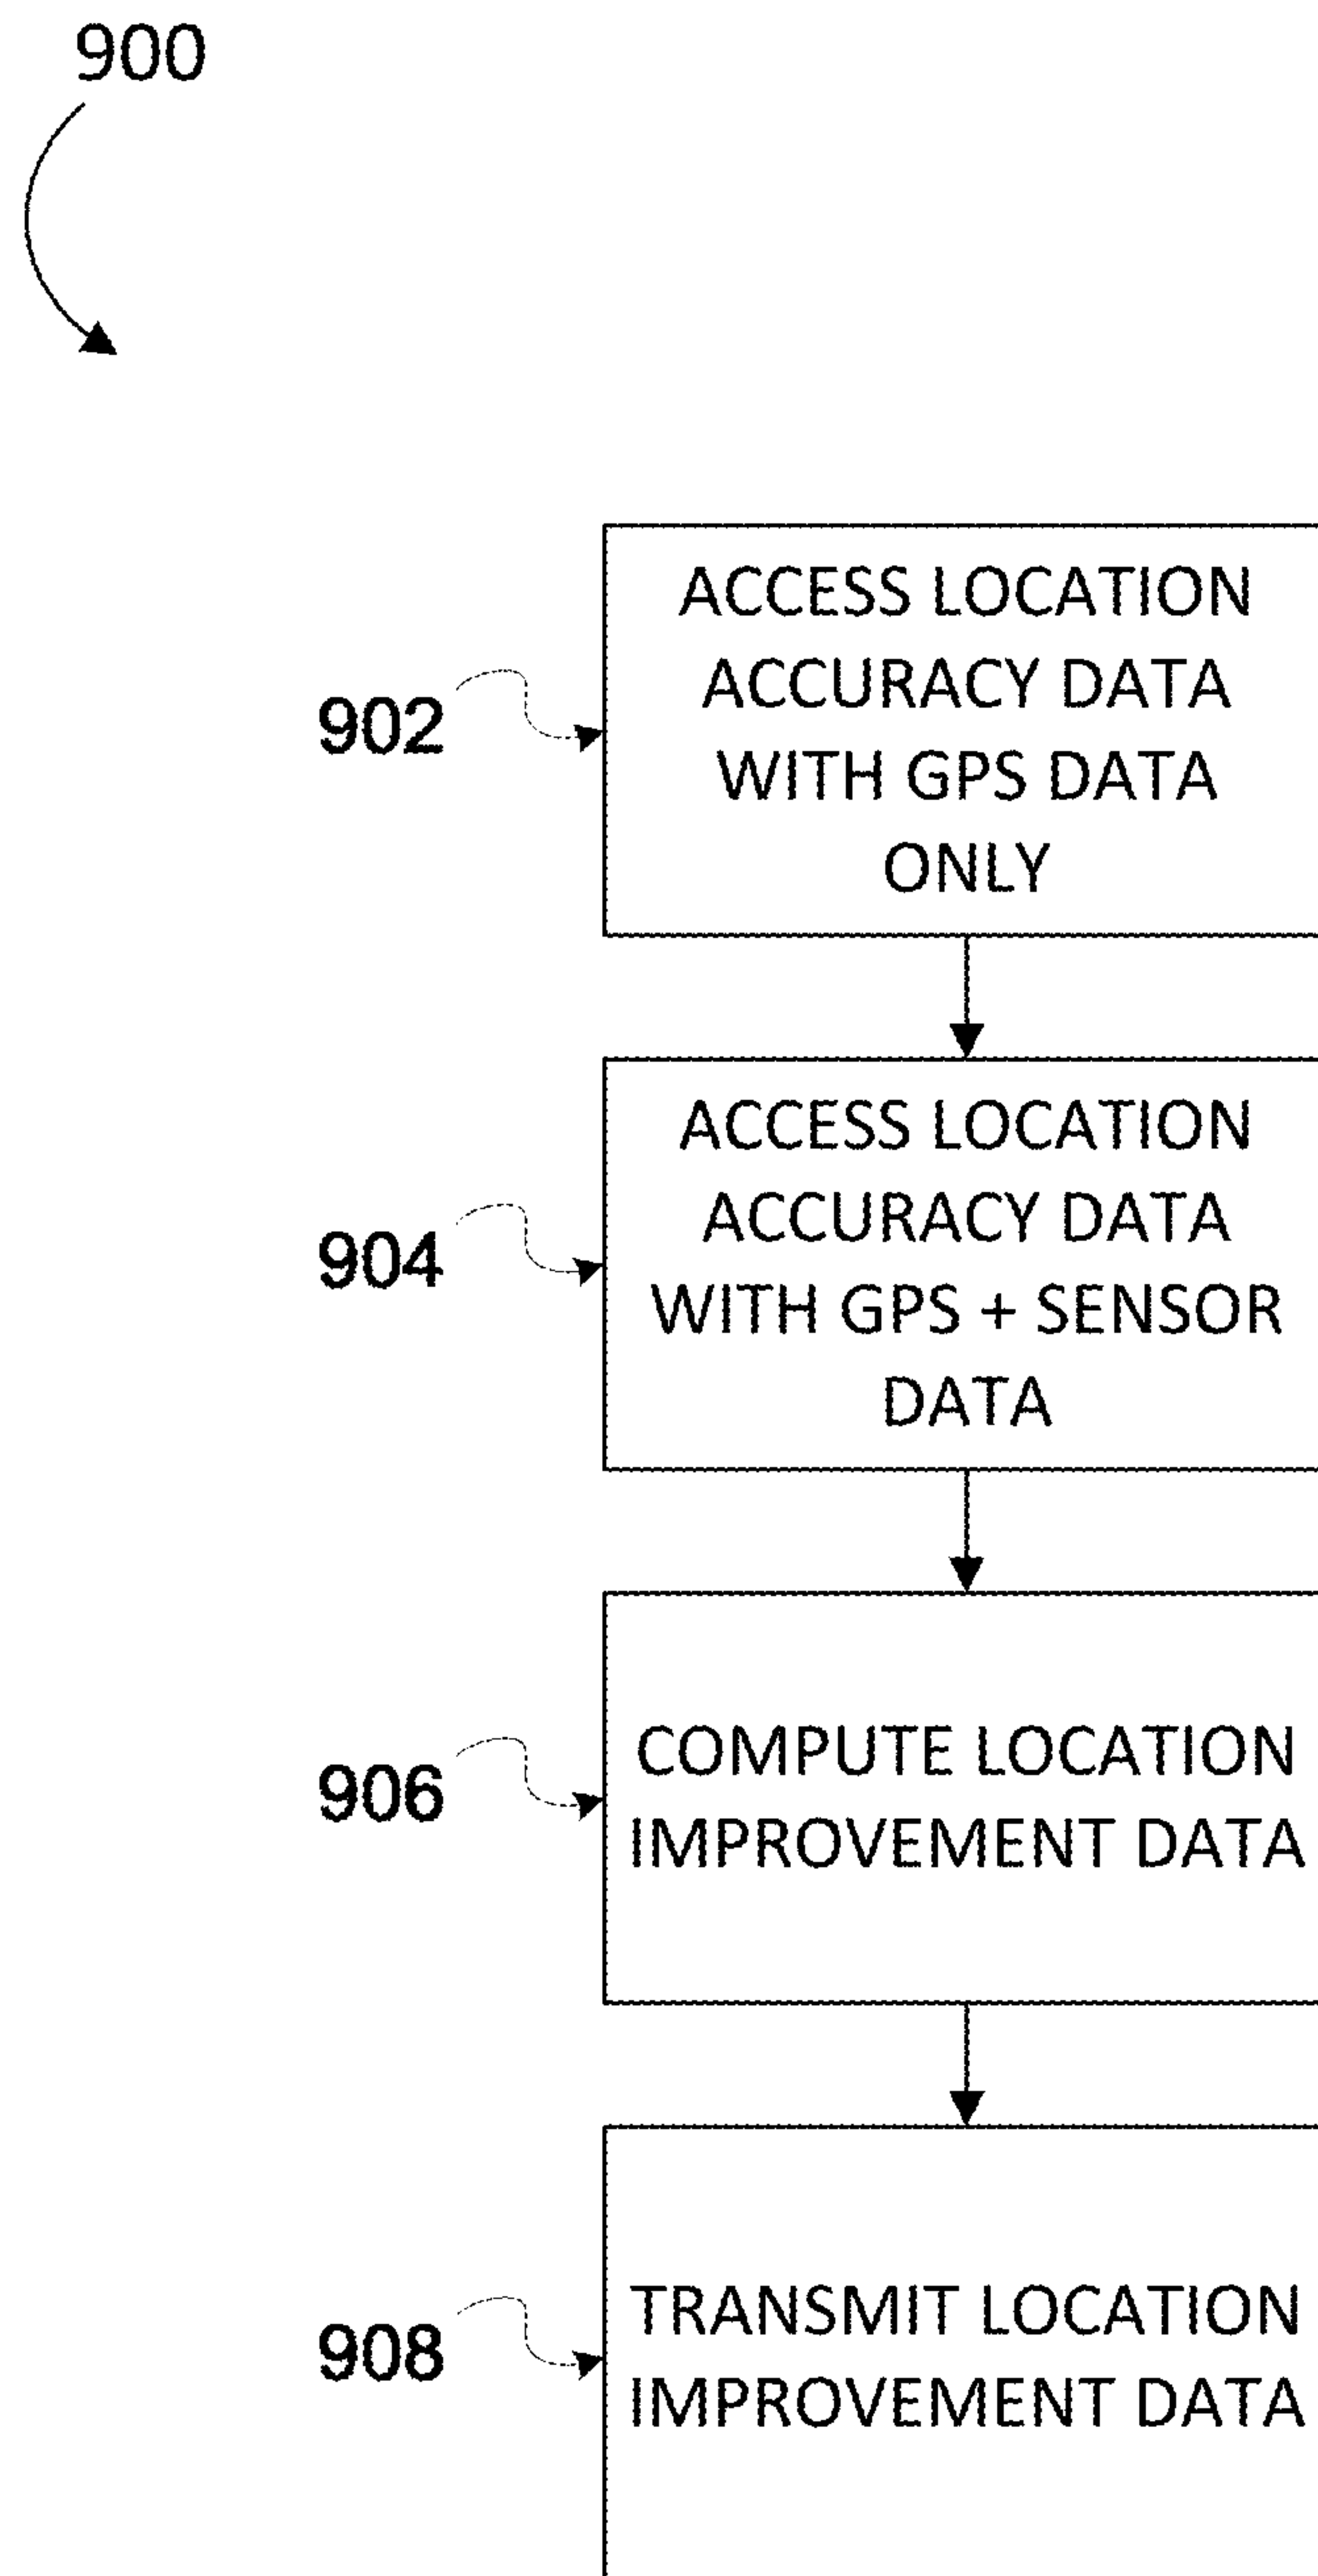 900
902
ACCESS LOCATION
ACCURACY DATA
WITH GPS DATA
ONLY
904
ACCESS LOCATION
ACCURACY DATA
WITH GPS + SENSOR
DATA
906
COMPUTE LOCATION
IMPROVEMENT DATA
908
TRANSMIT LOCATION
IMPROVEMENT DATA